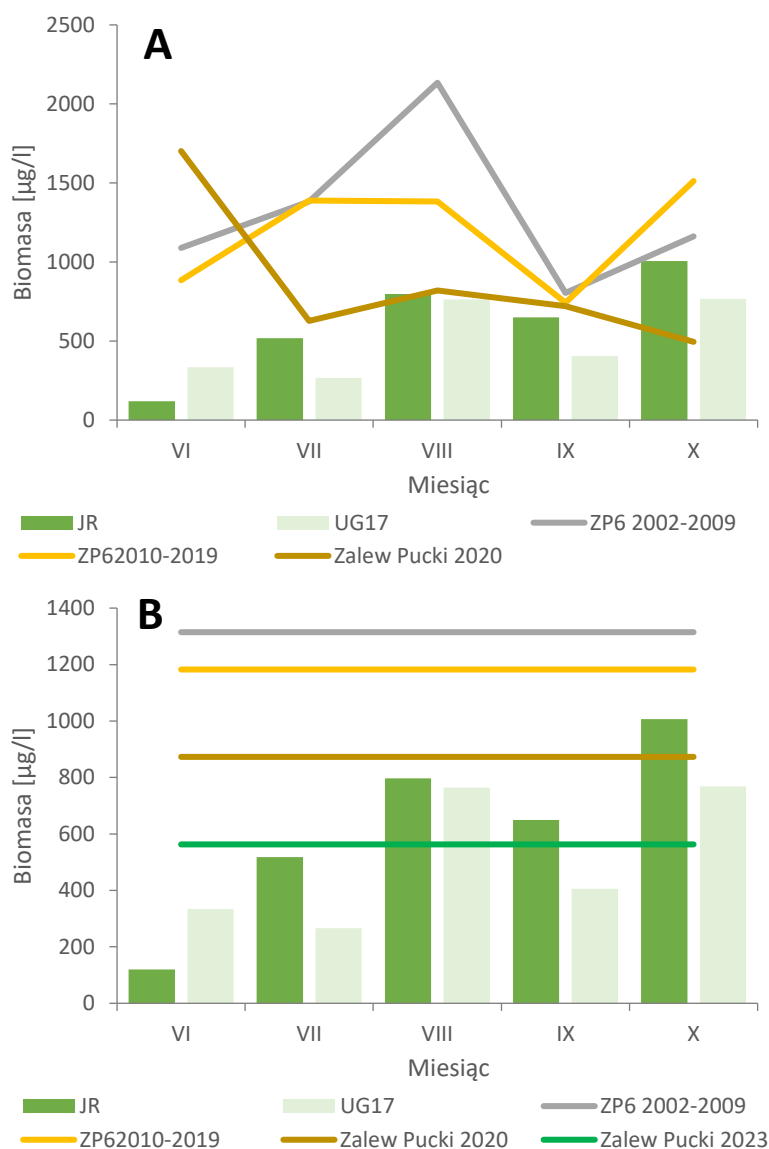 A
Biomasa [µg/l]
2500
2000
1500
1000
500
0
VI VII VIII IX X
Miesiąc
JR UG17 ZP6 2002-2009
ZP62010-2019 Zalew Pucki 2020
B
Biomasa [µg/l]
1400
1200
1000
800
600
400
200
0
VI VII VIII IX X
Miesiąc
JR UG17 ZP6 2002-2009
ZP62010-2019 Zalew Pucki 2020 Zalew Pucki 2023